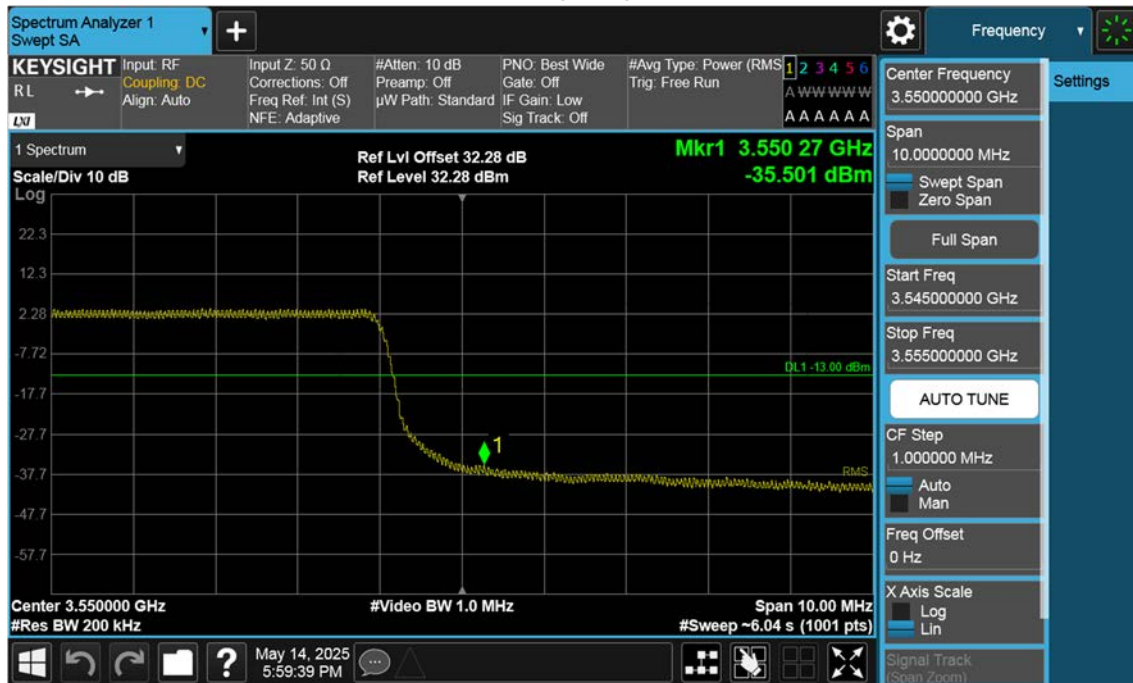 Spectrum Analyzer 1
Swept SA
+
Frequency
KEYSIGHT
RL
LXI
Input: RF
Coupling: DC
Align: Auto
Input Z: 50 Ω
Corrections: Off
Freq Ref: Int (S)
NFE: Adaptive
#Atten: 10 dB
Preamp: Off
µW Path: Standard
PNO: Best Wide
Gate: Off
IF Gain: Low
Sig Track: Off
#Avg Type: Power (RMS
Trig: Free Run
1 2 3 4 5 6
A W W W W W
A A A A A A
1 Spectrum
Scale/Div 10 dB
Log
Ref Lvl Offset 32.28 dB
Ref Level 32.28 dBm
Mkr1 3.550 27 GHz
-35.501 dBm
22.3
12.3
2.28
-7.72
-17.7
-27.7
-37.7
-47.7
-57.7
DL1 -13.00 dBm
1
RMS
Center 3.550000 GHz
#Res BW 200 kHz
#Video BW 1.0 MHz
Span 10.00 MHz
#Sweep ~6.04 s (1001 pts)
?
May 14, 2025
5:59:39 PM
Center Frequency
3.550000000 GHz
Span
10.0000000 MHz
Swept Span
Zero Span
Full Span
Start Freq
3.545000000 GHz
Stop Freq
3.555000000 GHz
AUTO TUNE
CF Step
1.000000 MHz
Auto
Man
Freq Offset
0 Hz
X Axis Scale
Log
Lin
Signal Track
(Span Zoom)
Settings